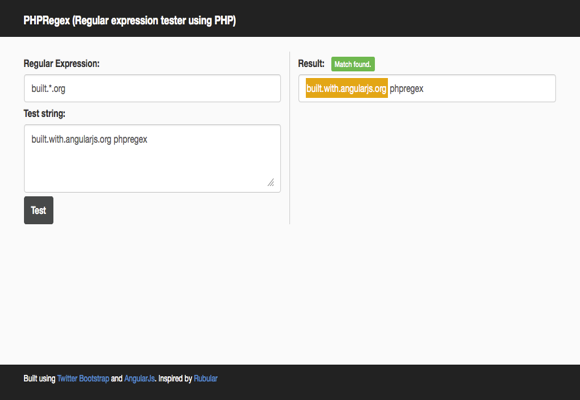 PHPRegex (Regular expression tester using PHP)
Regular Expression:
built.*.org
Test string:
built.with.angularjs.org phpregex
Test
Result: Match found.
built.with.angularjs.org phpregex
Built using Twitter Bootstrap and AngularJs. Inspired by Rubular